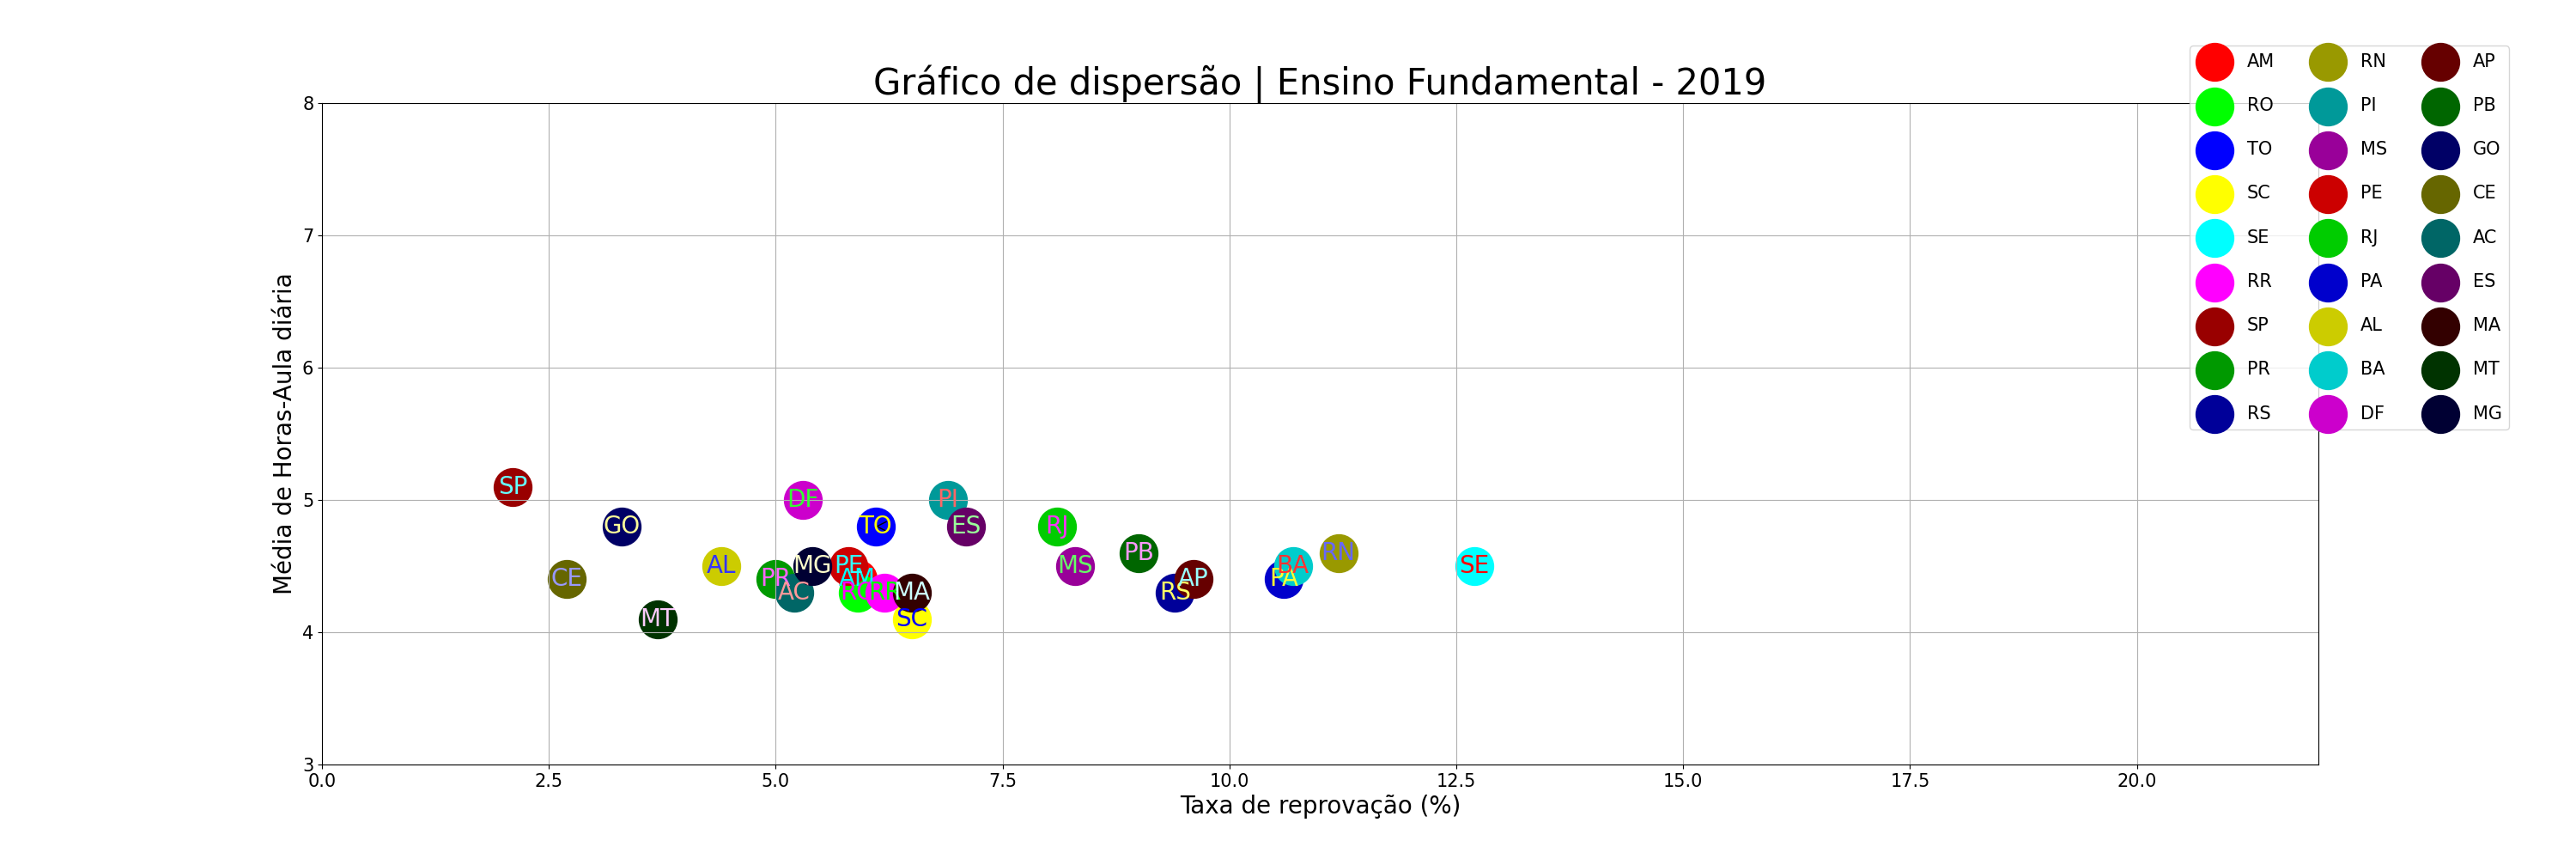 Gráfico de dispersão | Ensino Fundamental - 2019
AM RN AP
RO PI PB
TO MS GO
SC PE CE
SE RJ AC
RR PA ES
SP AL MA
PR BA MT
RS DF MG
8
7
6
5
4
3
Média de Horas-Aula diária
SP
DF PI
GO TO ES RJ
PB RN
AL MG PE MS BA SE
CE PR AM AP PA
AC RO RR MA RS
MT SC
0.0 2.5 5.0 7.5 10.0 12.5 15.0 17.5 20.0
Taxa de reprovação (%)